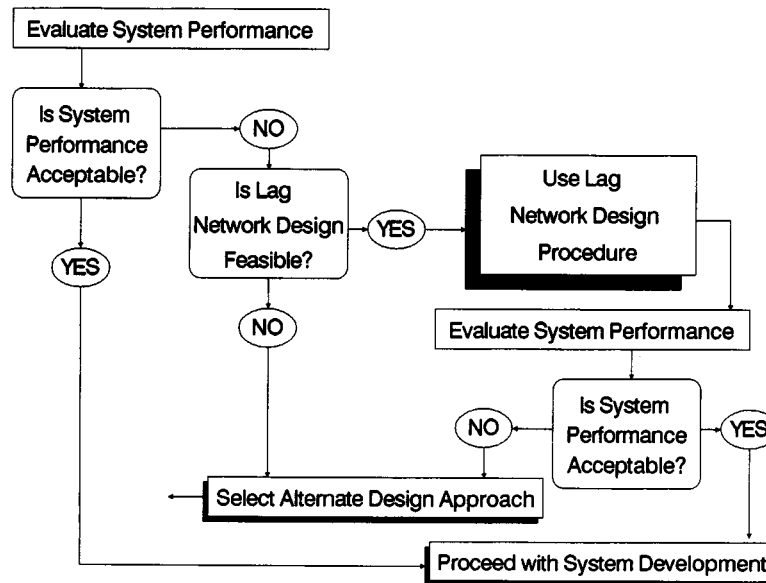 Evaluate System Performance
Is System
Performance
Acceptable?
NO
YES
Is Lag
Network Design
Feasible?
YES
NO
Use Lag
Network Design
Procedure
Evaluate System Performance
Is System
Performance
Acceptable?
NO
YES
Select Alternate Design Approach
Proceed with System Development